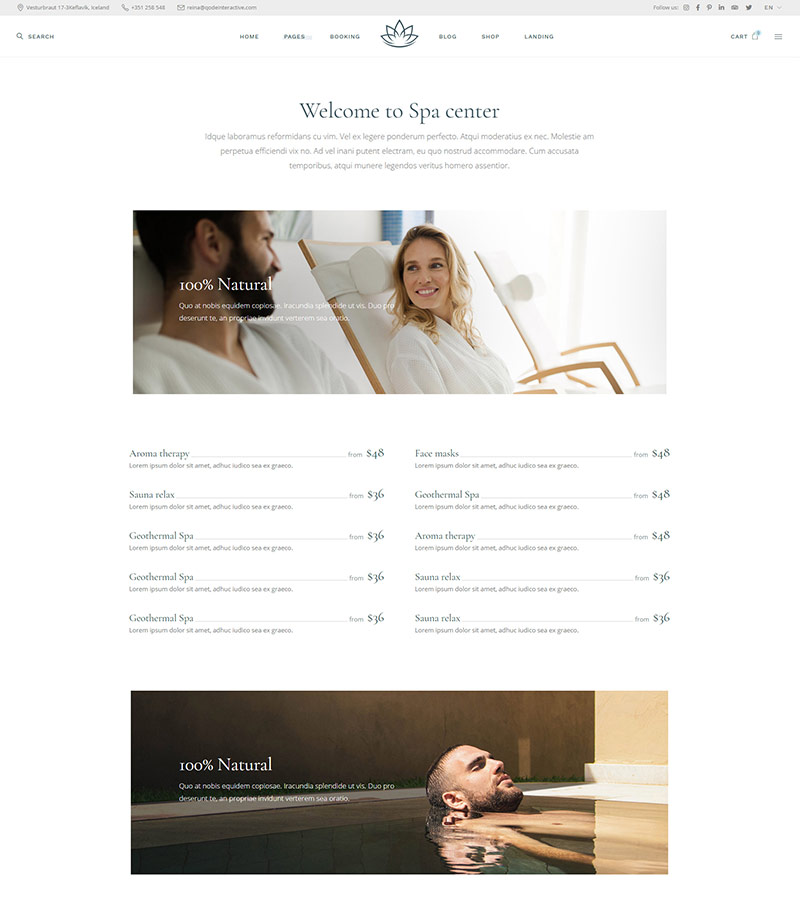 Vesturbraut 17-3Keflavík, Iceland +351 256 546 reina@qodeinteractive.com Follow us: EN
SEARCH HOME PAGES BOOKING BLOG SHOP LANDING CART
Welcome to Spa center
Idque laboramus reformidans cu vim. Vel ex legere ponderum perfecto. Atqui moderatius ex nec. Molestie am
perpetua efficiendi vix no. Ad vel inani putent electram, eu quo nostrud accommodare. Cum accusata
temporibus, atqui munere legendos veritus homero assentior.
100% Natural
Quo at nobis equidem copiosae. Iracundia splendide ut vis. Duo pro
deserunt te, an propriae invidunt verterem sea oratio.
Aroma therapy from $48
Lorem ipsum dolor sit amet, adhuc iudico sea ex graeco.
Sauna relax from $36
Lorem ipsum dolor sit amet, adhuc iudico sea ex graeco.
Geothermal Spa from $36
Lorem ipsum dolor sit amet, adhuc iudico sea ex graeco.
Geothermal Spa from $36
Lorem ipsum dolor sit amet, adhuc iudico sea ex graeco.
Geothermal Spa from $36
Lorem ipsum dolor sit amet, adhuc iudico sea ex graeco.
Face masks from $48
Lorem ipsum dolor sit amet, adhuc iudico sea ex graeco.
Geothermal Spa from $48
Lorem ipsum dolor sit amet, adhuc iudico sea ex graeco.
Aroma therapy from $48
Lorem ipsum dolor sit amet, adhuc iudico sea ex graeco.
Sauna relax from $36
Lorem ipsum dolor sit amet, adhuc iudico sea ex graeco.
Sauna relax from $36
Lorem ipsum dolor sit amet, adhuc iudico sea ex graeco.
100% Natural
Quo at nobis equidem copiosae. Iracundia splendide ut vis. Duo pro
deserunt te, an propriae invidunt verterem sea oratio.